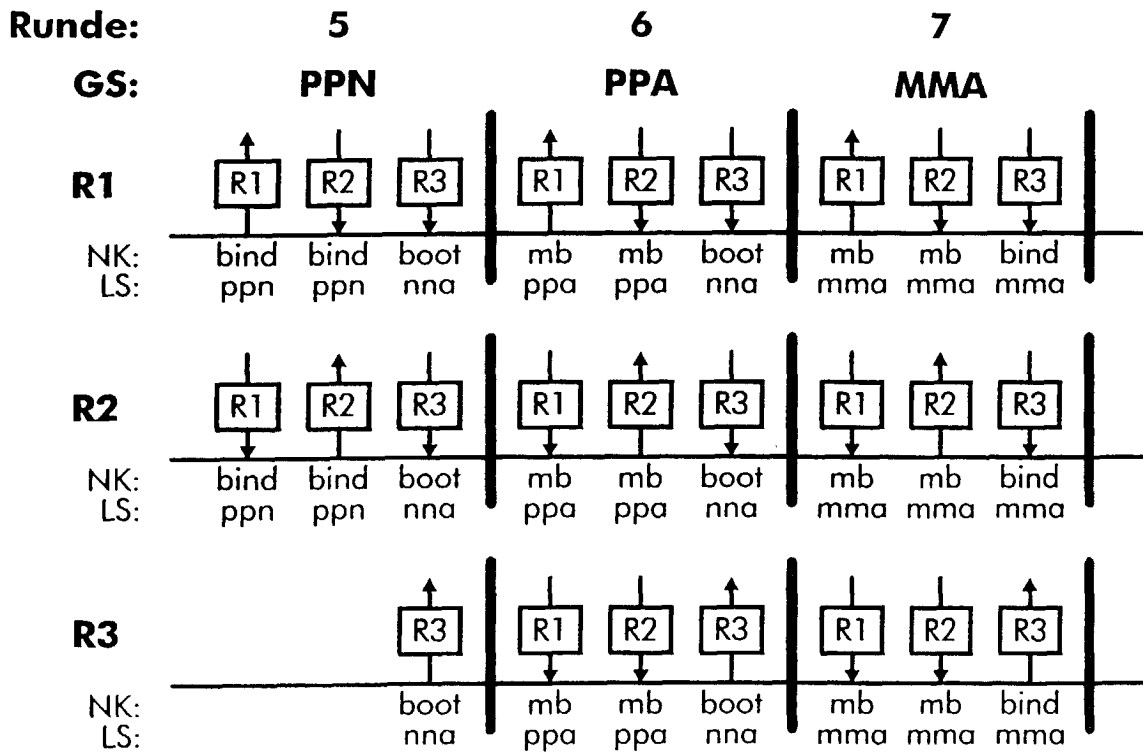 Runde: 5 6 7
GS: PPN PPA MMA
R1 R1 R2 R3 R1 R2 R3 R1 R2 R3
NK: bind bind boot mb mb boot mb mb bind
LS: ppn ppn nna ppa ppa nna mma mma mma
R2 R1 R2 R3 R1 R2 R3 R1 R2 R3
NK: bind bind boot mb mb boot mb mb bind
LS: ppn ppn nna ppa ppa nna mma mma mma
R3 R3 R1 R2 R3 R1 R2 R3
NK: boot mb mb boot mb mb bind
LS: nna ppa ppa nna mma mma mma